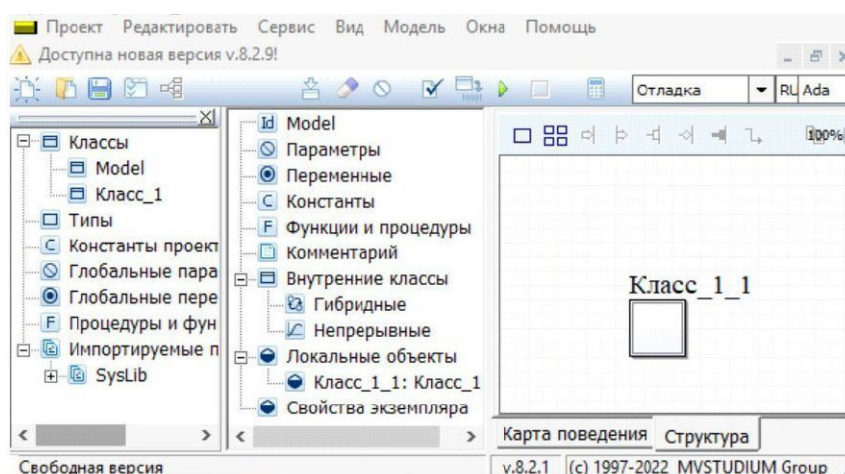 Проект Редактировать Сервис Вид Модель Окна Помощь
Доступна новая версия v.8.2.9!
Отладка RU Ada
Классы
Model
Класс_1
Типы
Константы проект
Глобальные пара
Глобальные пере
Процедуры и фун
Импортируемые п
SysLib
Id Model
Параметры
Переменные
C Константы
F Функции и процедуры
Комментарий
Внутренние классы
Гибридные
Непрерывные
Локальные объекты
Класс_1_1: Класс_1
Свойства экземпляра
100%
Класс_1_1
Карта поведения Структура
Свободная версия
v.8.2.1 (c) 1997-2022 MVSTUDIUM Group